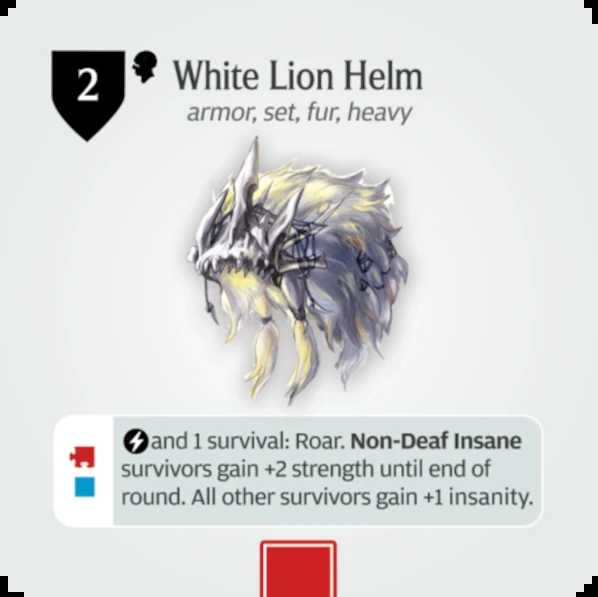 2
White Lion Helm
armor, set, fur, heavy
and 1 survival: Roar. Non-Deaf Insane
survivors gain +2 strength until end of
round. All other survivors gain +1 insanity.